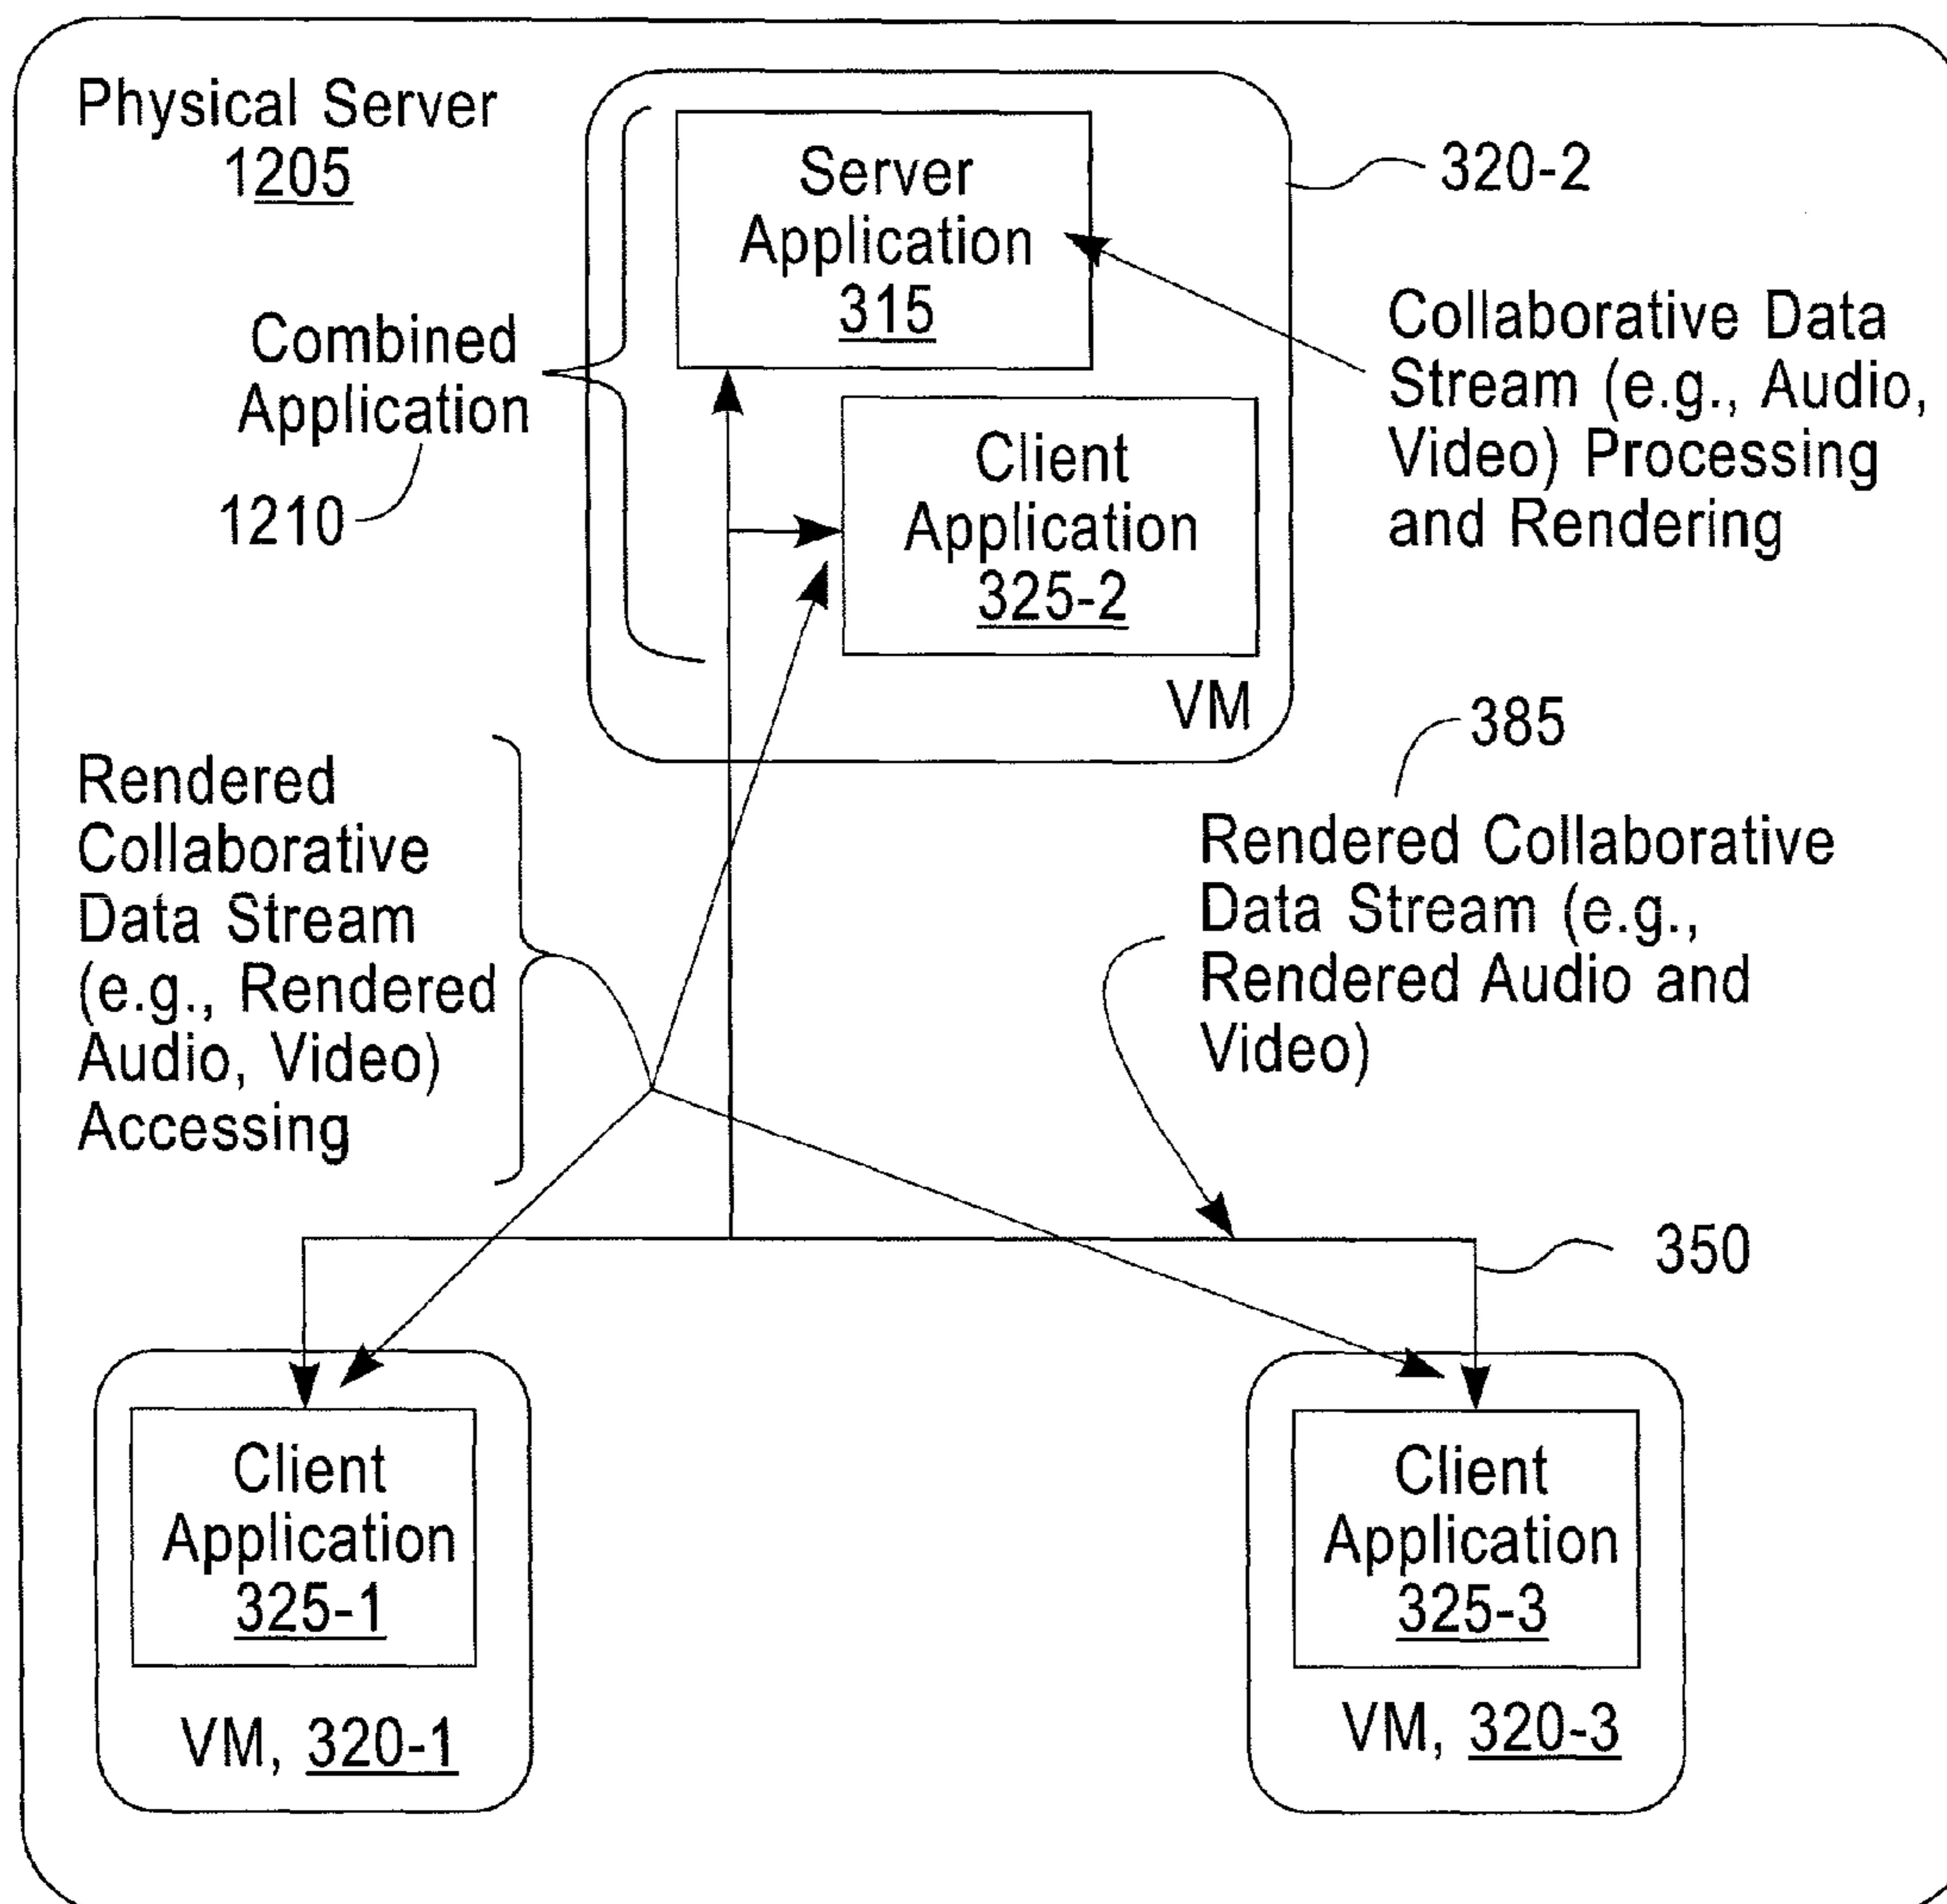 Physical Server
1205
Server
Application
315
320-2
Combined
Application
1210
Collaborative Data
Stream (e.g., Audio,
Video) Processing
and Rendering
Client
Application
325-2
VM
385
Rendered
Collaborative
Data Stream
(e.g., Rendered
Audio, Video)
Accessing
Rendered Collaborative
Data Stream (e.g.,
Rendered Audio and
Video)
350
Client
Application
325-1
VM, 320-1
Client
Application
325-3
VM, 320-3